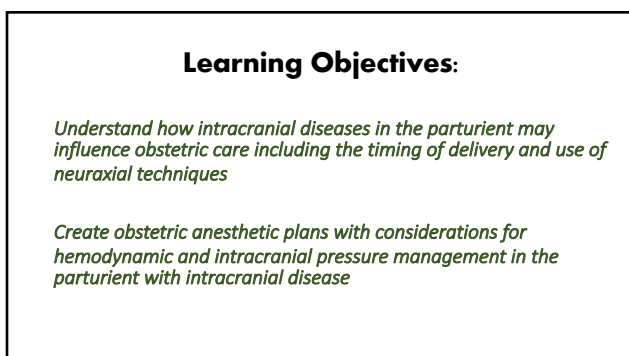 Learning Objectives:
Understand how intracranial diseases in the parturient may
influence obstetric care including the timing of delivery and use of
neuraxial techniques
Create obstetric anesthetic plans with considerations for
hemodynamic and intracranial pressure management in the
parturient with intracranial disease